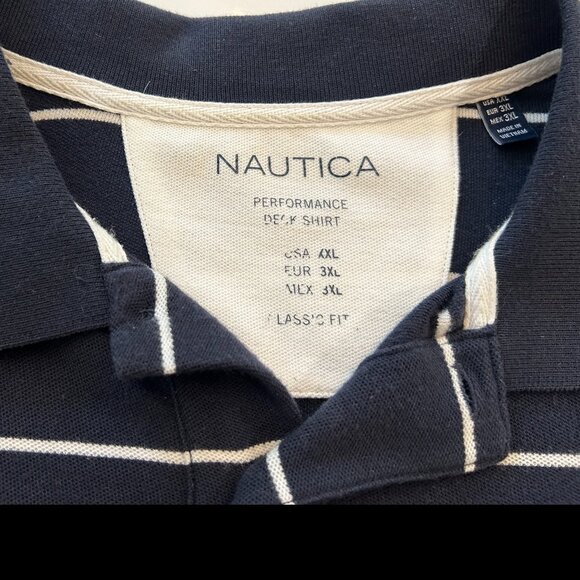 NAUTICA
PERFORMANCE
DECK SHIRT
USA XXL
EUR 3XL
MEX 3XL
CLASSIC FIT
USA XXL
EUR 3XL
MEX 3XL
MADE IN
VIETNAM